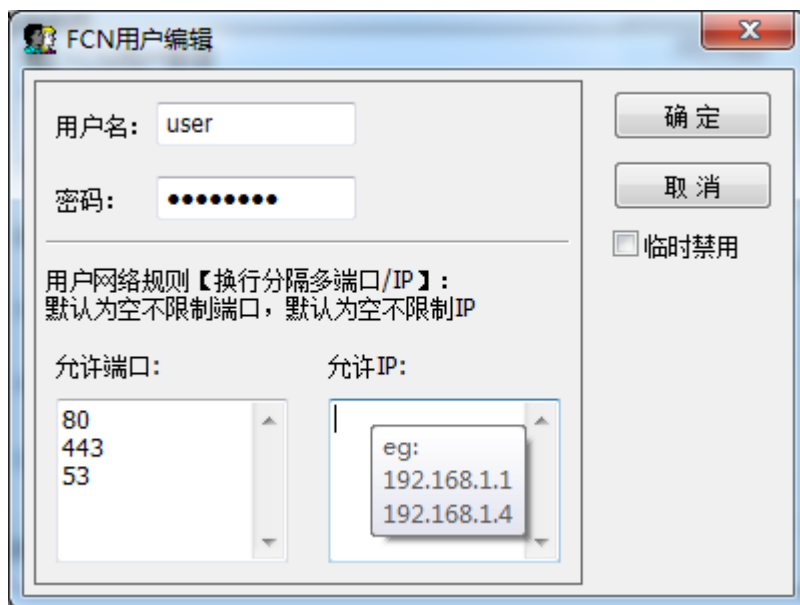 FCN用户编辑
用户名: user
确 定
密码: ●●●●●●●●
取 消
临时禁用
用户网络规则【换行分隔多端口/IP】:
默认为空不限制端口，默认为空不限制IP
允许端口:
允许IP:
80
443
53
eg:
192.168.1.1
192.168.1.4